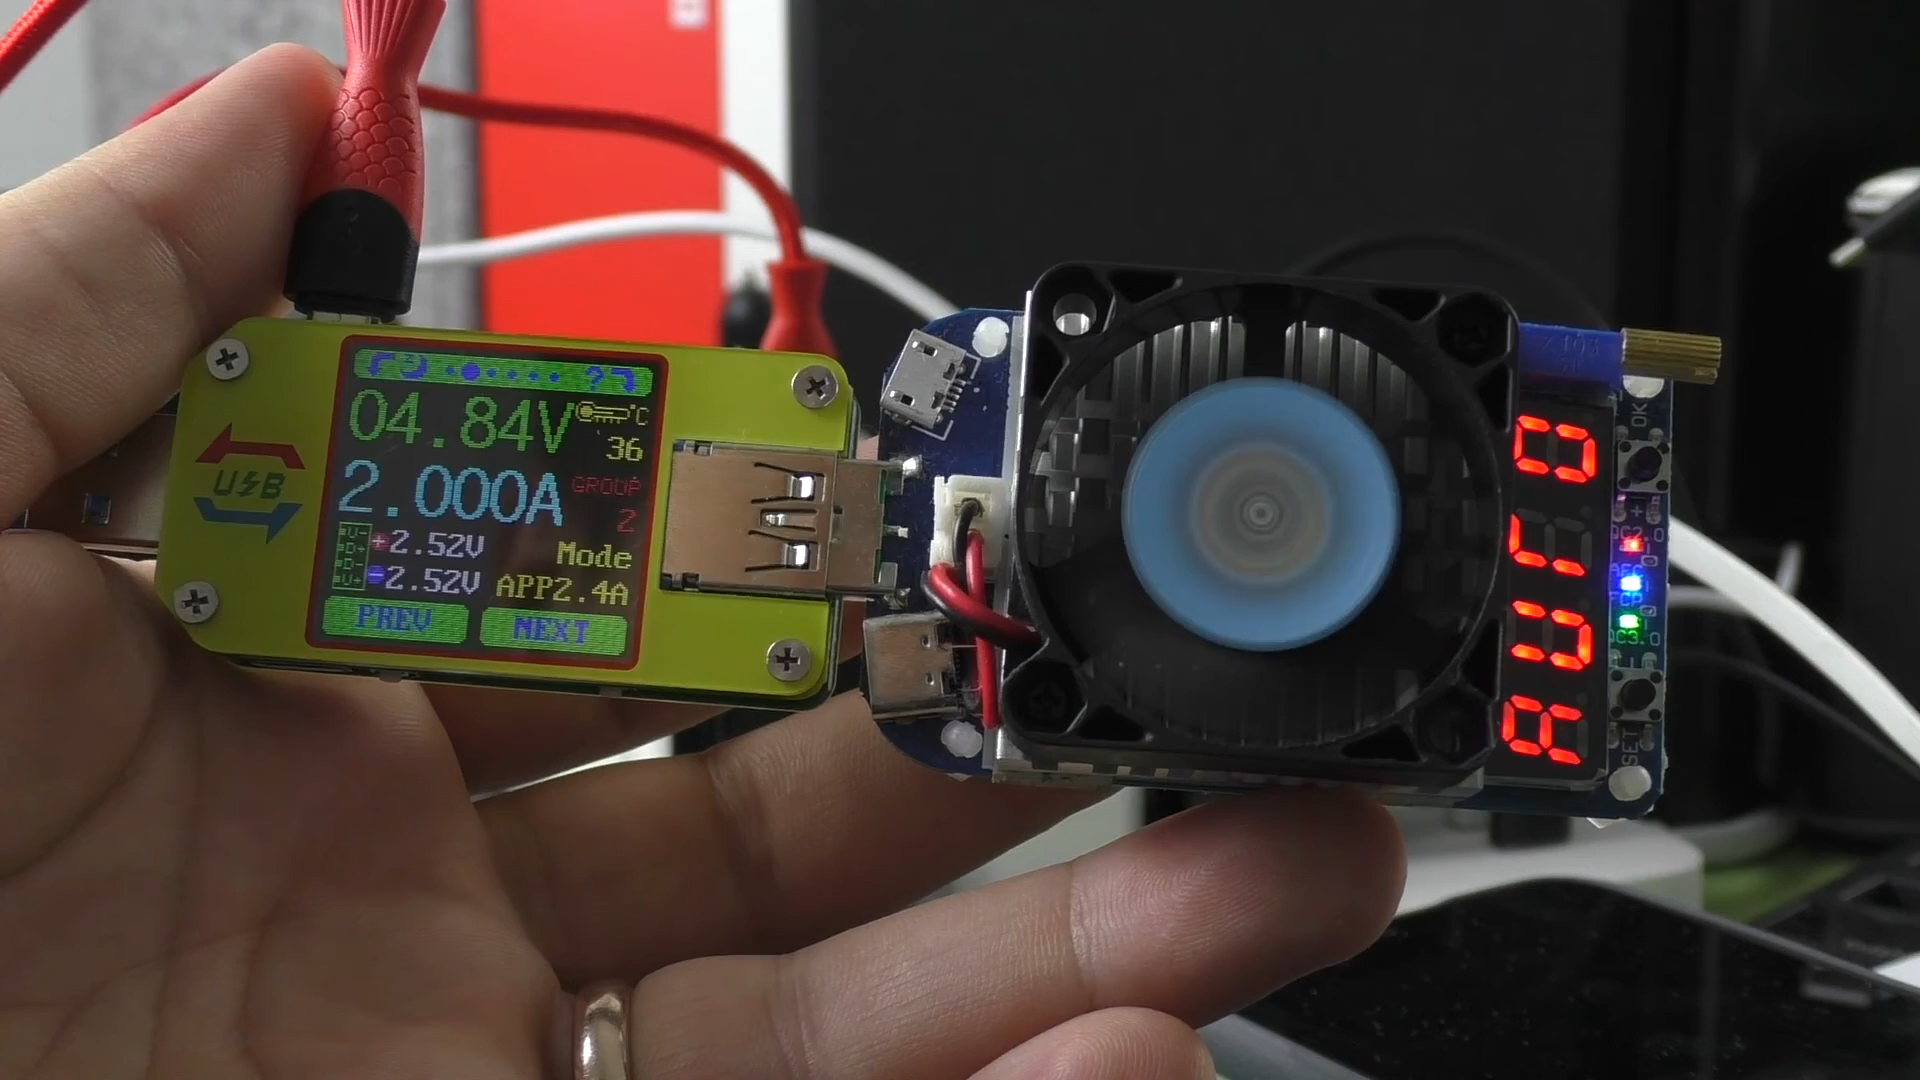 04.84V
°C
36
2.000A
GROUP
2
U-
D+
D-
U+
+2.52V
-2.52V
Mode
APP2.4A
PREV
NEXT
USB
AUTO
OK
QC2.0
AFC
FCP
QC3.0
SET